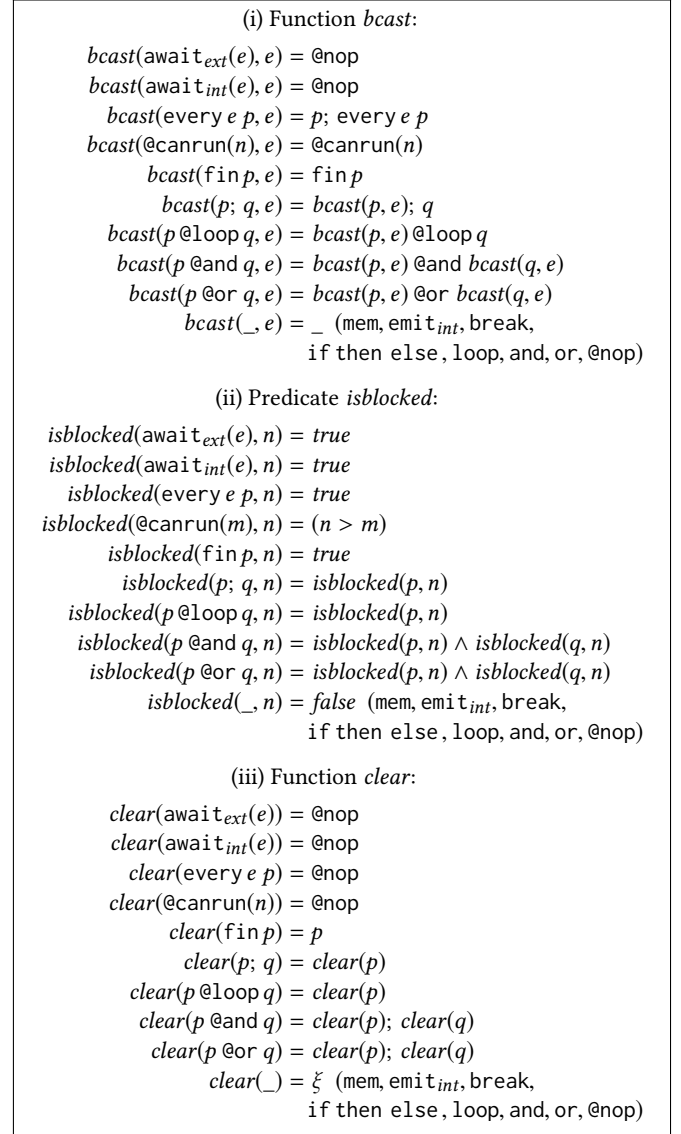 (i) Function bcast:
bcast(await_ext(e), e) = @nop
bcast(await_int(e), e) = @nop
bcast(every e p, e) = p; every e p
bcast(@canrun(n), e) = @canrun(n)
bcast(fin p, e) = fin p
bcast(p; q, e) = bcast(p, e); q
bcast(p @loop q, e) = bcast(p, e) @loop q
bcast(p @and q, e) = bcast(p, e) @and bcast(q, e)
bcast(p @or q, e) = bcast(p, e) @or bcast(q, e)
bcast(_, e) = _ (mem, emit_int, break,
if then else, loop, and, or, @nop)
(ii) Predicate isblocked:
isblocked(await_ext(e), n) = true
isblocked(await_int(e), n) = true
isblocked(every e p, n) = true
isblocked(@canrun(m), n) = (n > m)
isblocked(fin p, n) = true
isblocked(p; q, n) = isblocked(p, n)
isblocked(p @loop q, n) = isblocked(p, n)
isblocked(p @and q, n) = isblocked(p, n) ∧ isblocked(q, n)
isblocked(p @or q, n) = isblocked(p, n) ∧ isblocked(q, n)
isblocked(_, n) = false (mem, emit_int, break,
if then else, loop, and, or, @nop)
(iii) Function clear:
clear(await_ext(e)) = @nop
clear(await_int(e)) = @nop
clear(every e p) = @nop
clear(@canrun(n)) = @nop
clear(fin p) = p
clear(p; q) = clear(p)
clear(p @loop q) = clear(p)
clear(p @and q) = clear(p); clear(q)
clear(p @or q) = clear(p); clear(q)
clear(_) = ξ (mem, emit_int, break,
if then else, loop, and, or, @nop)